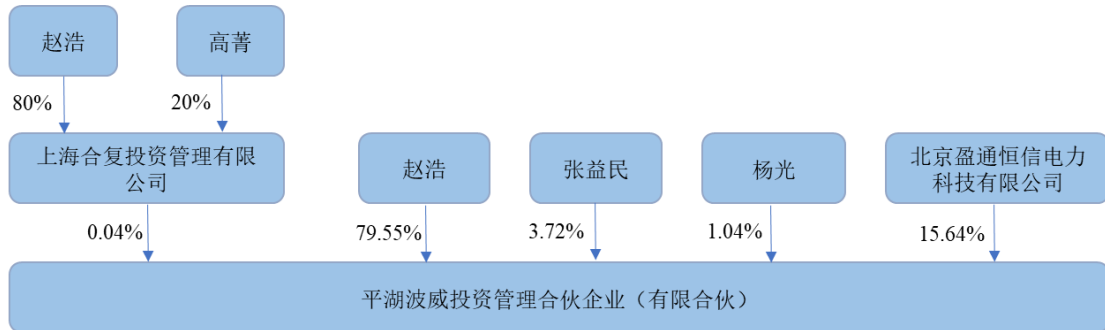 赵浩
高菁
80%
20%
上海合复投资管理有限
公司
赵浩
张益民
杨光
北京盈通恒信电力
科技有限公司
0.04%
79.55%
3.72%
1.04%
15.64%
平湖波威投资管理合伙企业（有限合伙）